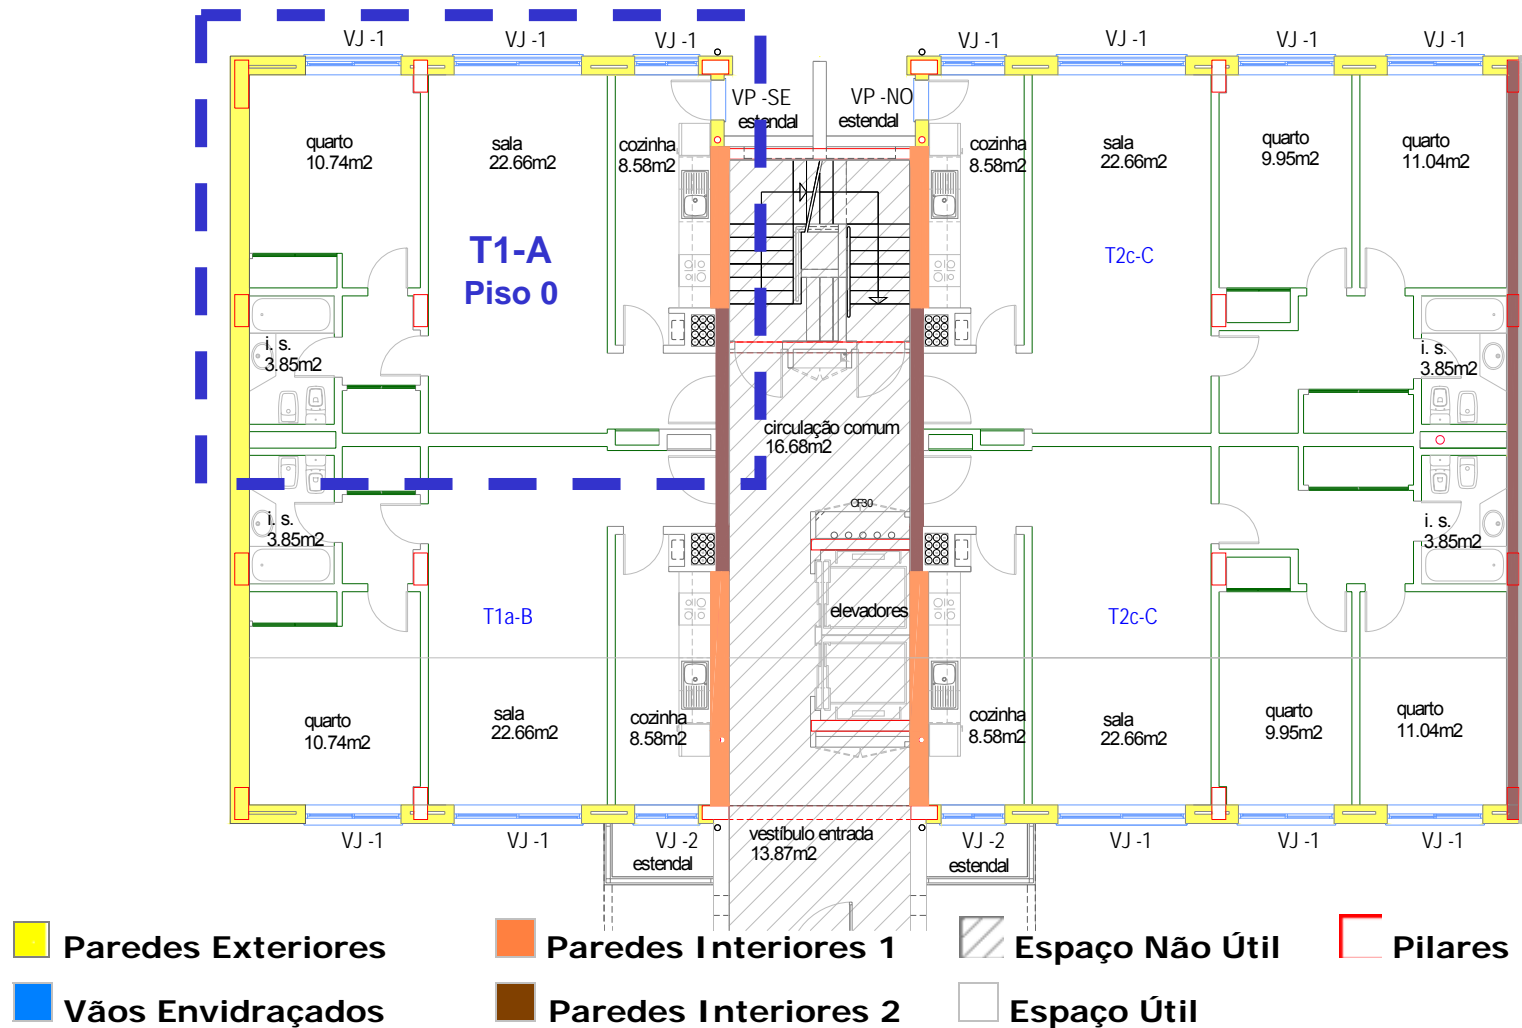 VJ -1 VJ -1 VJ -1 VJ -1 VJ -1 VJ -1 VJ -1
VP -SE VP -NO
estendal estendal
quarto
10.74m2
sala
22.66m2
cozinha
8.58m2
cozinha
8.58m2
sala
22.66m2
quarto
9.95m2
quarto
11.04m2
T1-A
Piso 0
T2c-C
i. s.
3.85m2
i. s.
3.85m2
circulação comum
16.68m2
CF30
i. s.
3.85m2
i. s.
3.85m2
T1a-B
elevadores
T2c-C
quarto
10.74m2
sala
22.66m2
cozinha
8.58m2
cozinha
8.58m2
sala
22.66m2
quarto
9.95m2
quarto
11.04m2
VJ -1 VJ -1 VJ -2 VJ -2 VJ -1 VJ -1 VJ -1
vestíbulo entrada
13.87m2
estendal estendal
Paredes Exteriores Paredes Interiores 1 Espaço Não Útil Pilares
Vãos Envidraçados Paredes Interiores 2 Espaço Útil